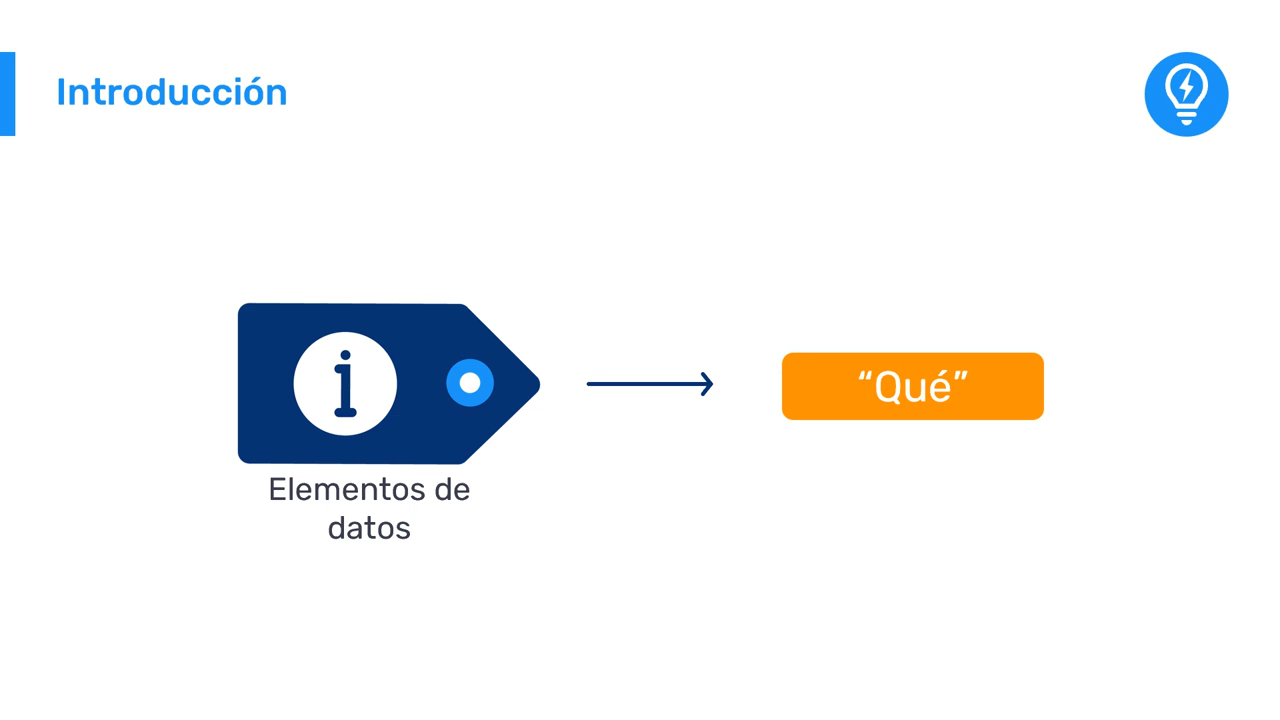 Introducción
i
“Qué”
Elementos de
datos